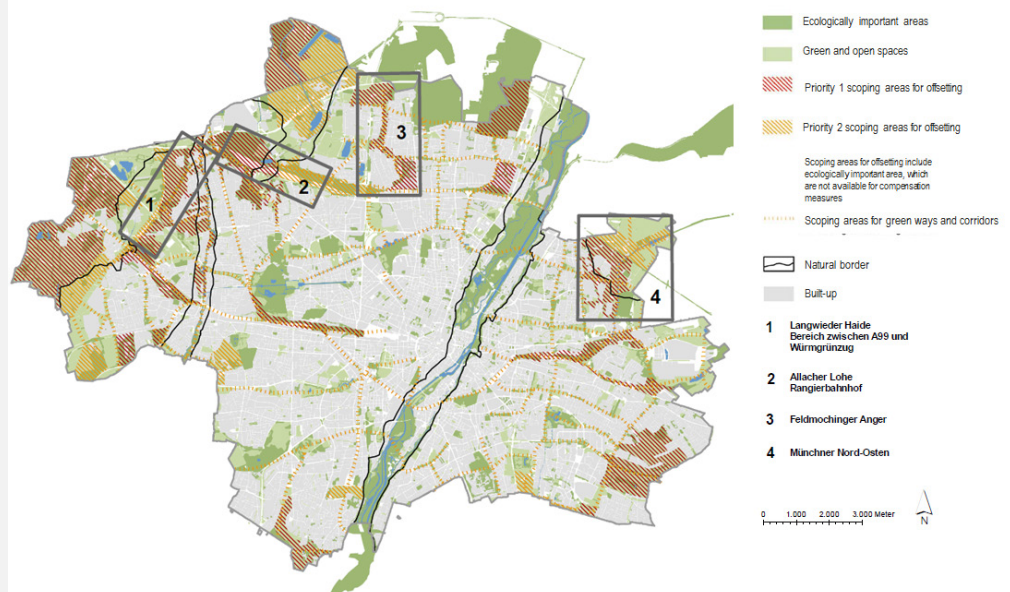 Ecologically important areas
Green and open spaces
Priority 1 scoping areas for offsetting
Priority 2 scoping areas for offsetting
Scoping areas for offsetting include
ecologically important area, which
are not available for compensation
measures
Scoping areas for green ways and corridors
Natural border
Built-up
1 Langwieder Haide
Bereich zwischen A99 und
Würmgrünzug
2 Allacher Lohe
Rangierbahnhof
3 Feldmochinger Anger
4 Münchner Nord-Osten
0 1.000 2.000 3.000 Meter
N
1
2
3
4